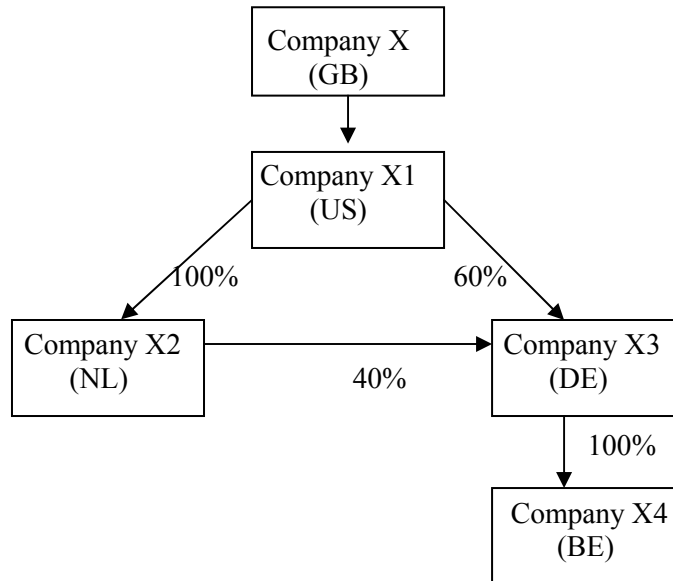 Company X
(GB)
Company X1
(US)
100%
60%
Company X2
(NL)
Company X3
(DE)
40%
100%
Company X4
(BE)